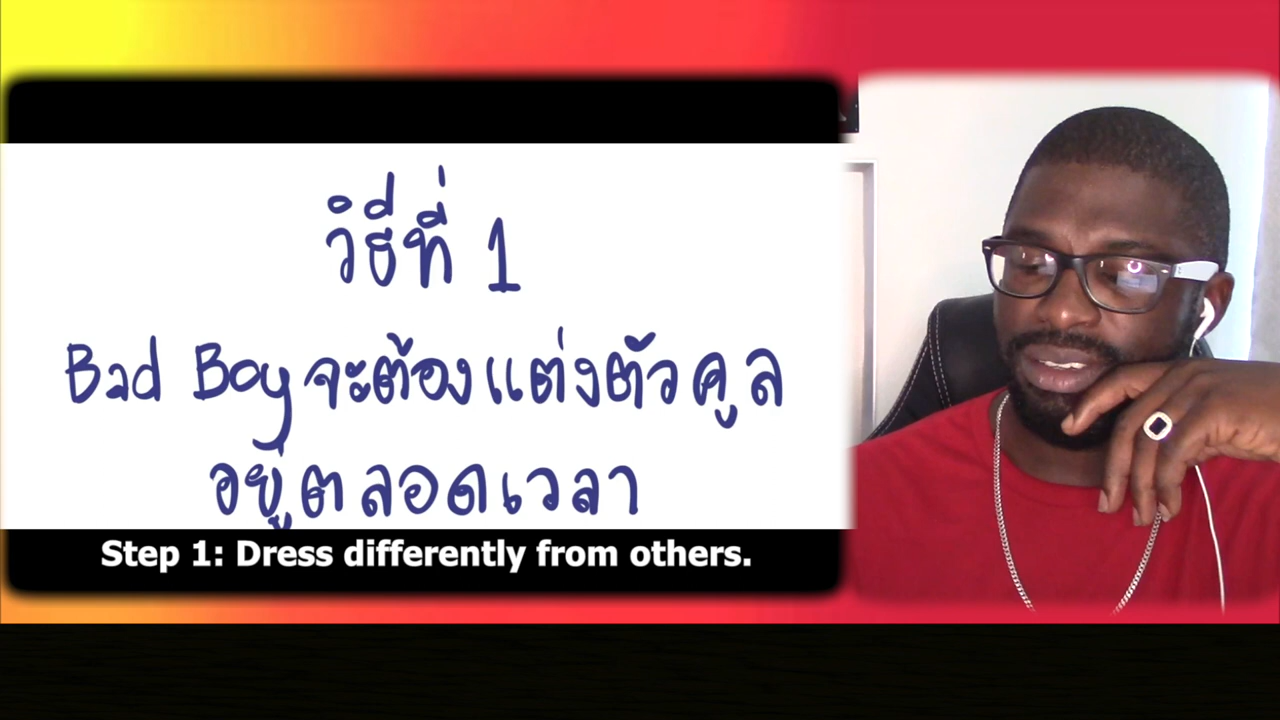 วิธีที่ 1
Bad Boy จะต้องแต่งตัวคูล
อยู่ตลอดเวลา
Step 1: Dress differently from others.